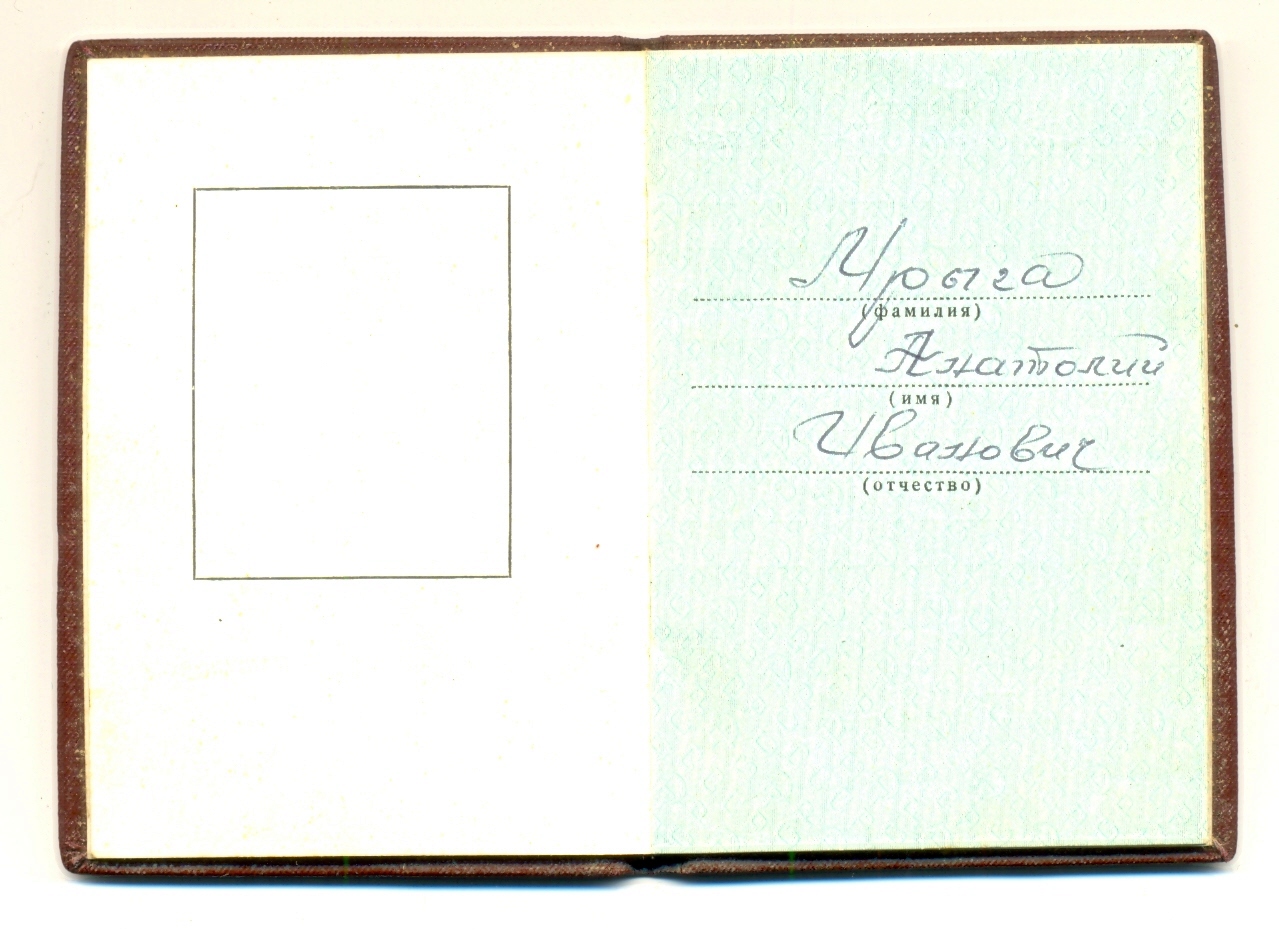 Мрыга
(фамилия)
Анатолий
(имя)
Иванович
(отчество)